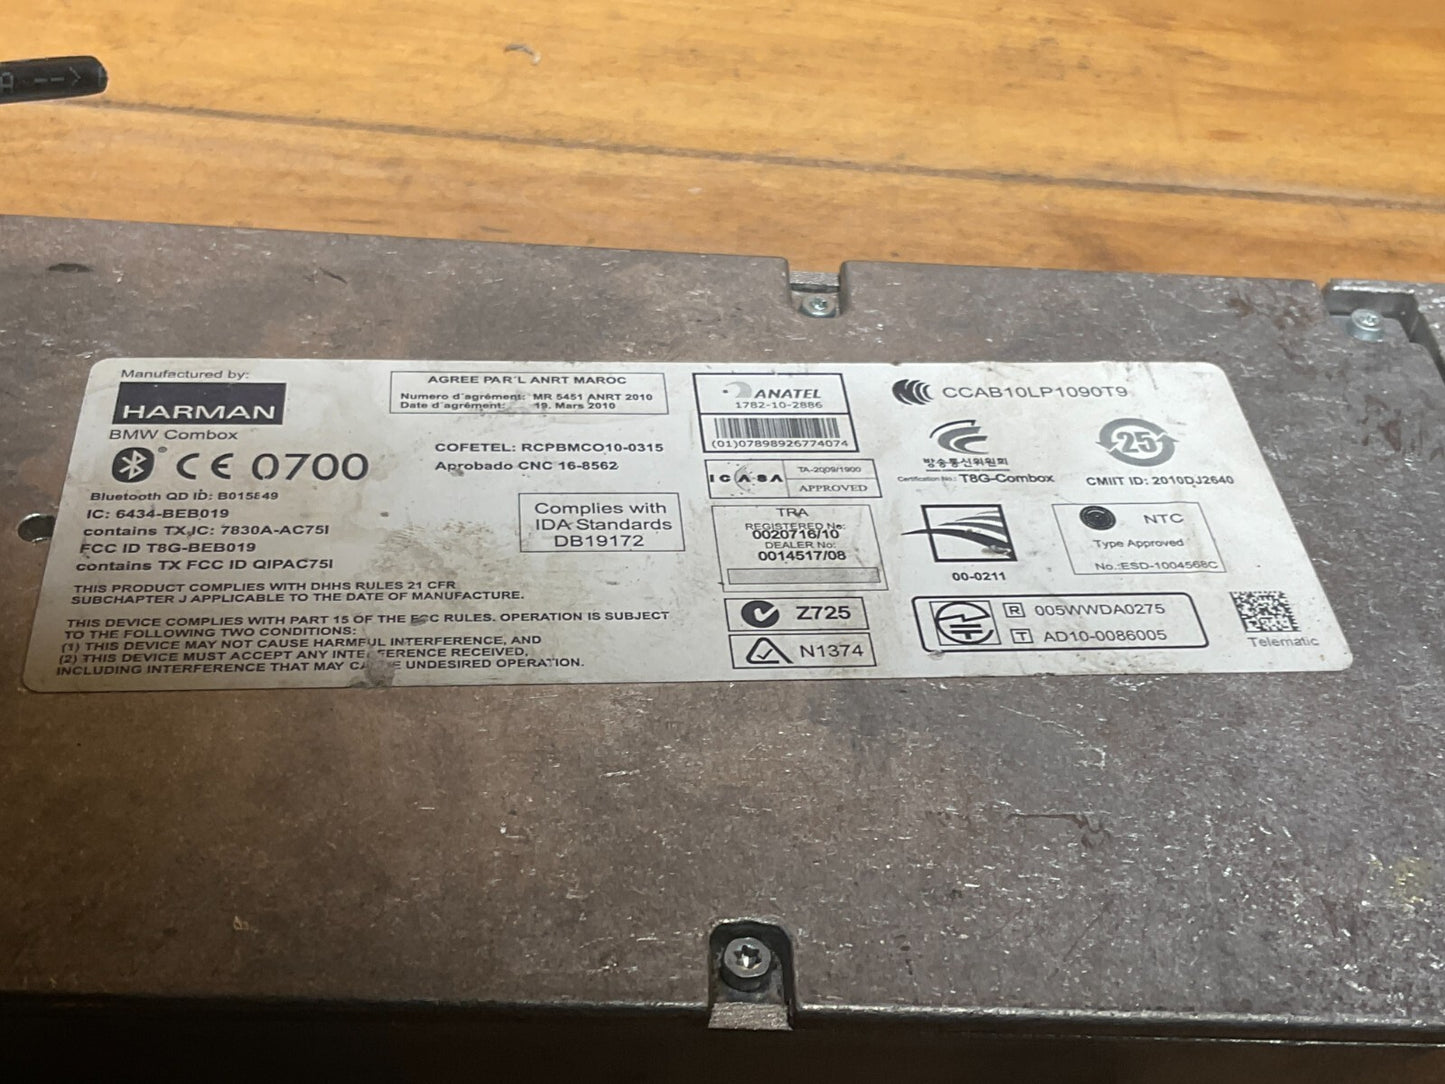 Manufactured by:
HARMAN
BMW Combox
CE 0700
Bluetooth QD ID: B015849
IC: 6434-BEB019
contains TX IC: 7830A-AC75I
FCC ID T8G-BEB019
contains TX FCC ID QIPAC75I
THIS PRODUCT COMPLIES WITH DHHS RULES 21 CFR
SUBCHAPTER J APPLICABLE TO THE DATE OF MANUFACTURE.
THIS DEVICE COMPLIES WITH PART 15 OF THE FCC RULES. OPERATION IS SUBJECT
TO THE FOLLOWING TWO CONDITIONS:
(1) THIS DEVICE MAY NOT CAUSE HARMFUL INTERFERENCE, AND
(2) THIS DEVICE MUST ACCEPT ANY INTERFERENCE RECEIVED,
INCLUDING INTERFERENCE THAT MAY CAUSE UNDESIRED OPERATION.
AGREE PAR´L ANRT MAROC
Numero d´agrément: MR 5451 ANRT 2010
Date d´agrément: 19. Mars 2010
COFETEL: RCPBMCO10-0315
Aprobado CNC 16-8562
Complies with
IDA Standards
DB19172
ANATEL
1782-10-2886
(01)07898926774074
ICASA
TA-2009/1900
APPROVED
TRA
REGISTERED No:
0020716/10
DEALER No:
0014517/08
Z725
N1374
CCAB10LP1090T9
방송통신위원회
Certification No.: T8G-Combox
25
CMIIT ID: 2010DJ2640
00-0211
NTC
Type Approved
No.:ESD-1004568C
R 005WWDA0275
T AD10-0086005
Telematic